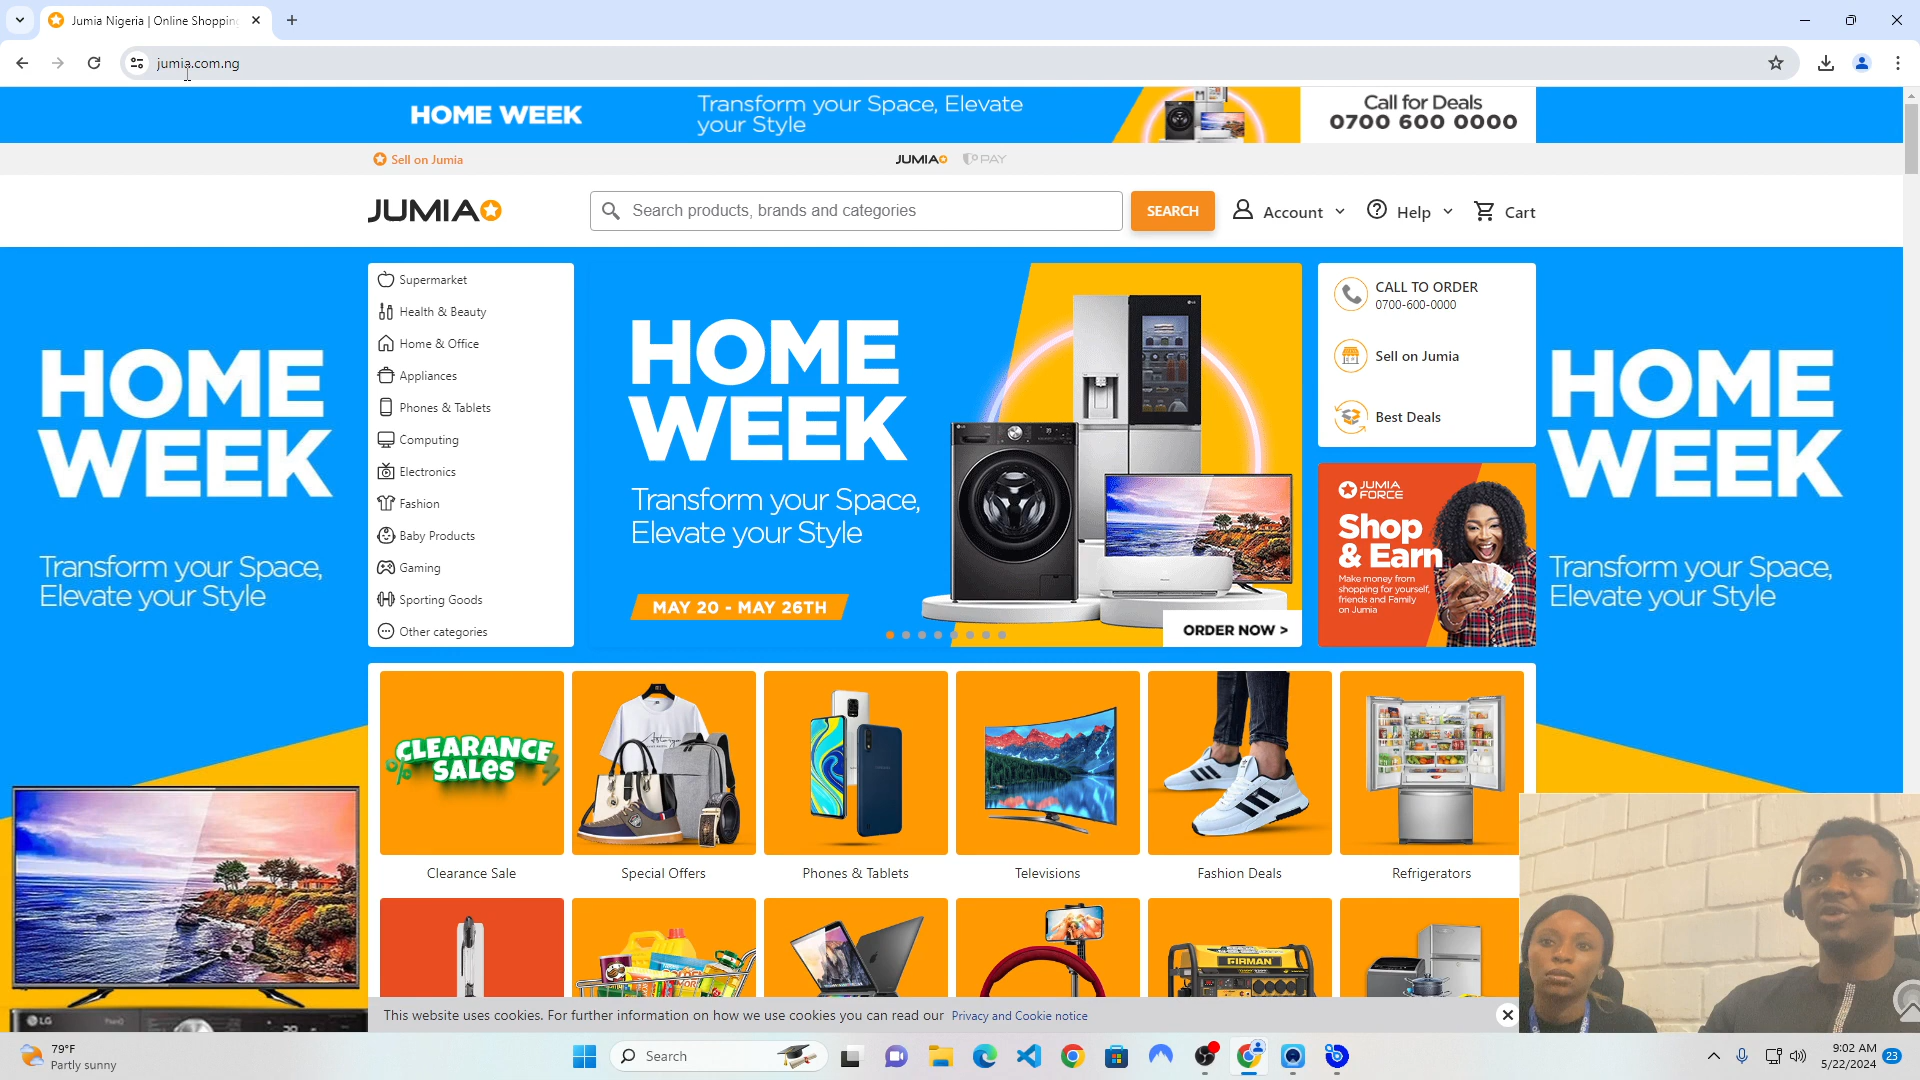 Jumia Nigeria | Online Shopping
jumia.com.ng
HOME WEEK
Transform your Space, Elevate
your Style
Call for Deals
0700 600 0000
Sell on Jumia
JUMIA
PAY
JUMIA
Search products, brands and categories
SEARCH
Account
Help
Cart
Supermarket
Health & Beauty
Home & Office
Appliances
Phones & Tablets
Computing
Electronics
Fashion
Baby Products
Gaming
Sporting Goods
Other categories
HOME
WEEK
Transform your Space,
Elevate your Style
MAY 20 - MAY 26TH
ORDER NOW >
CALL TO ORDER
0700-600-0000
Sell on Jumia
Best Deals
JUMIA
FORCE
Shop
& Earn
Make money from
shopping for yourself,
friends and Family
on Jumia
HOME
WEEK
Transform your Space,
Elevate your Style
HOME
WEEK
Transform your Space,
Elevate your Style
CLEARANCE
SALES
Clearance Sale
Special Offers
Phones & Tablets
Televisions
Fashion Deals
Refrigerators
FIRMAN
LG
This website uses cookies. For further information on how we use cookies you can read our Privacy and Cookie notice
79°F
Partly sunny
Search
9:02 AM
5/22/2024
23